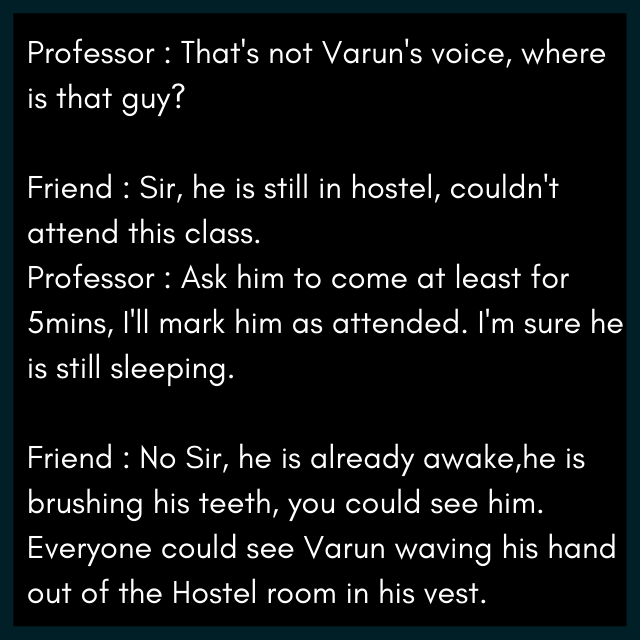 Professor : That's not Varun's voice, where
is that guy?
Friend : Sir, he is still in hostel, couldn't
attend this class.
Professor : Ask him to come at least for
5mins, I'll mark him as attended. I'm sure he
is still sleeping.
Friend : No Sir, he is already awake,he is
brushing his teeth, you could see him.
Everyone could see Varun waving his hand
out of the Hostel room in his vest.